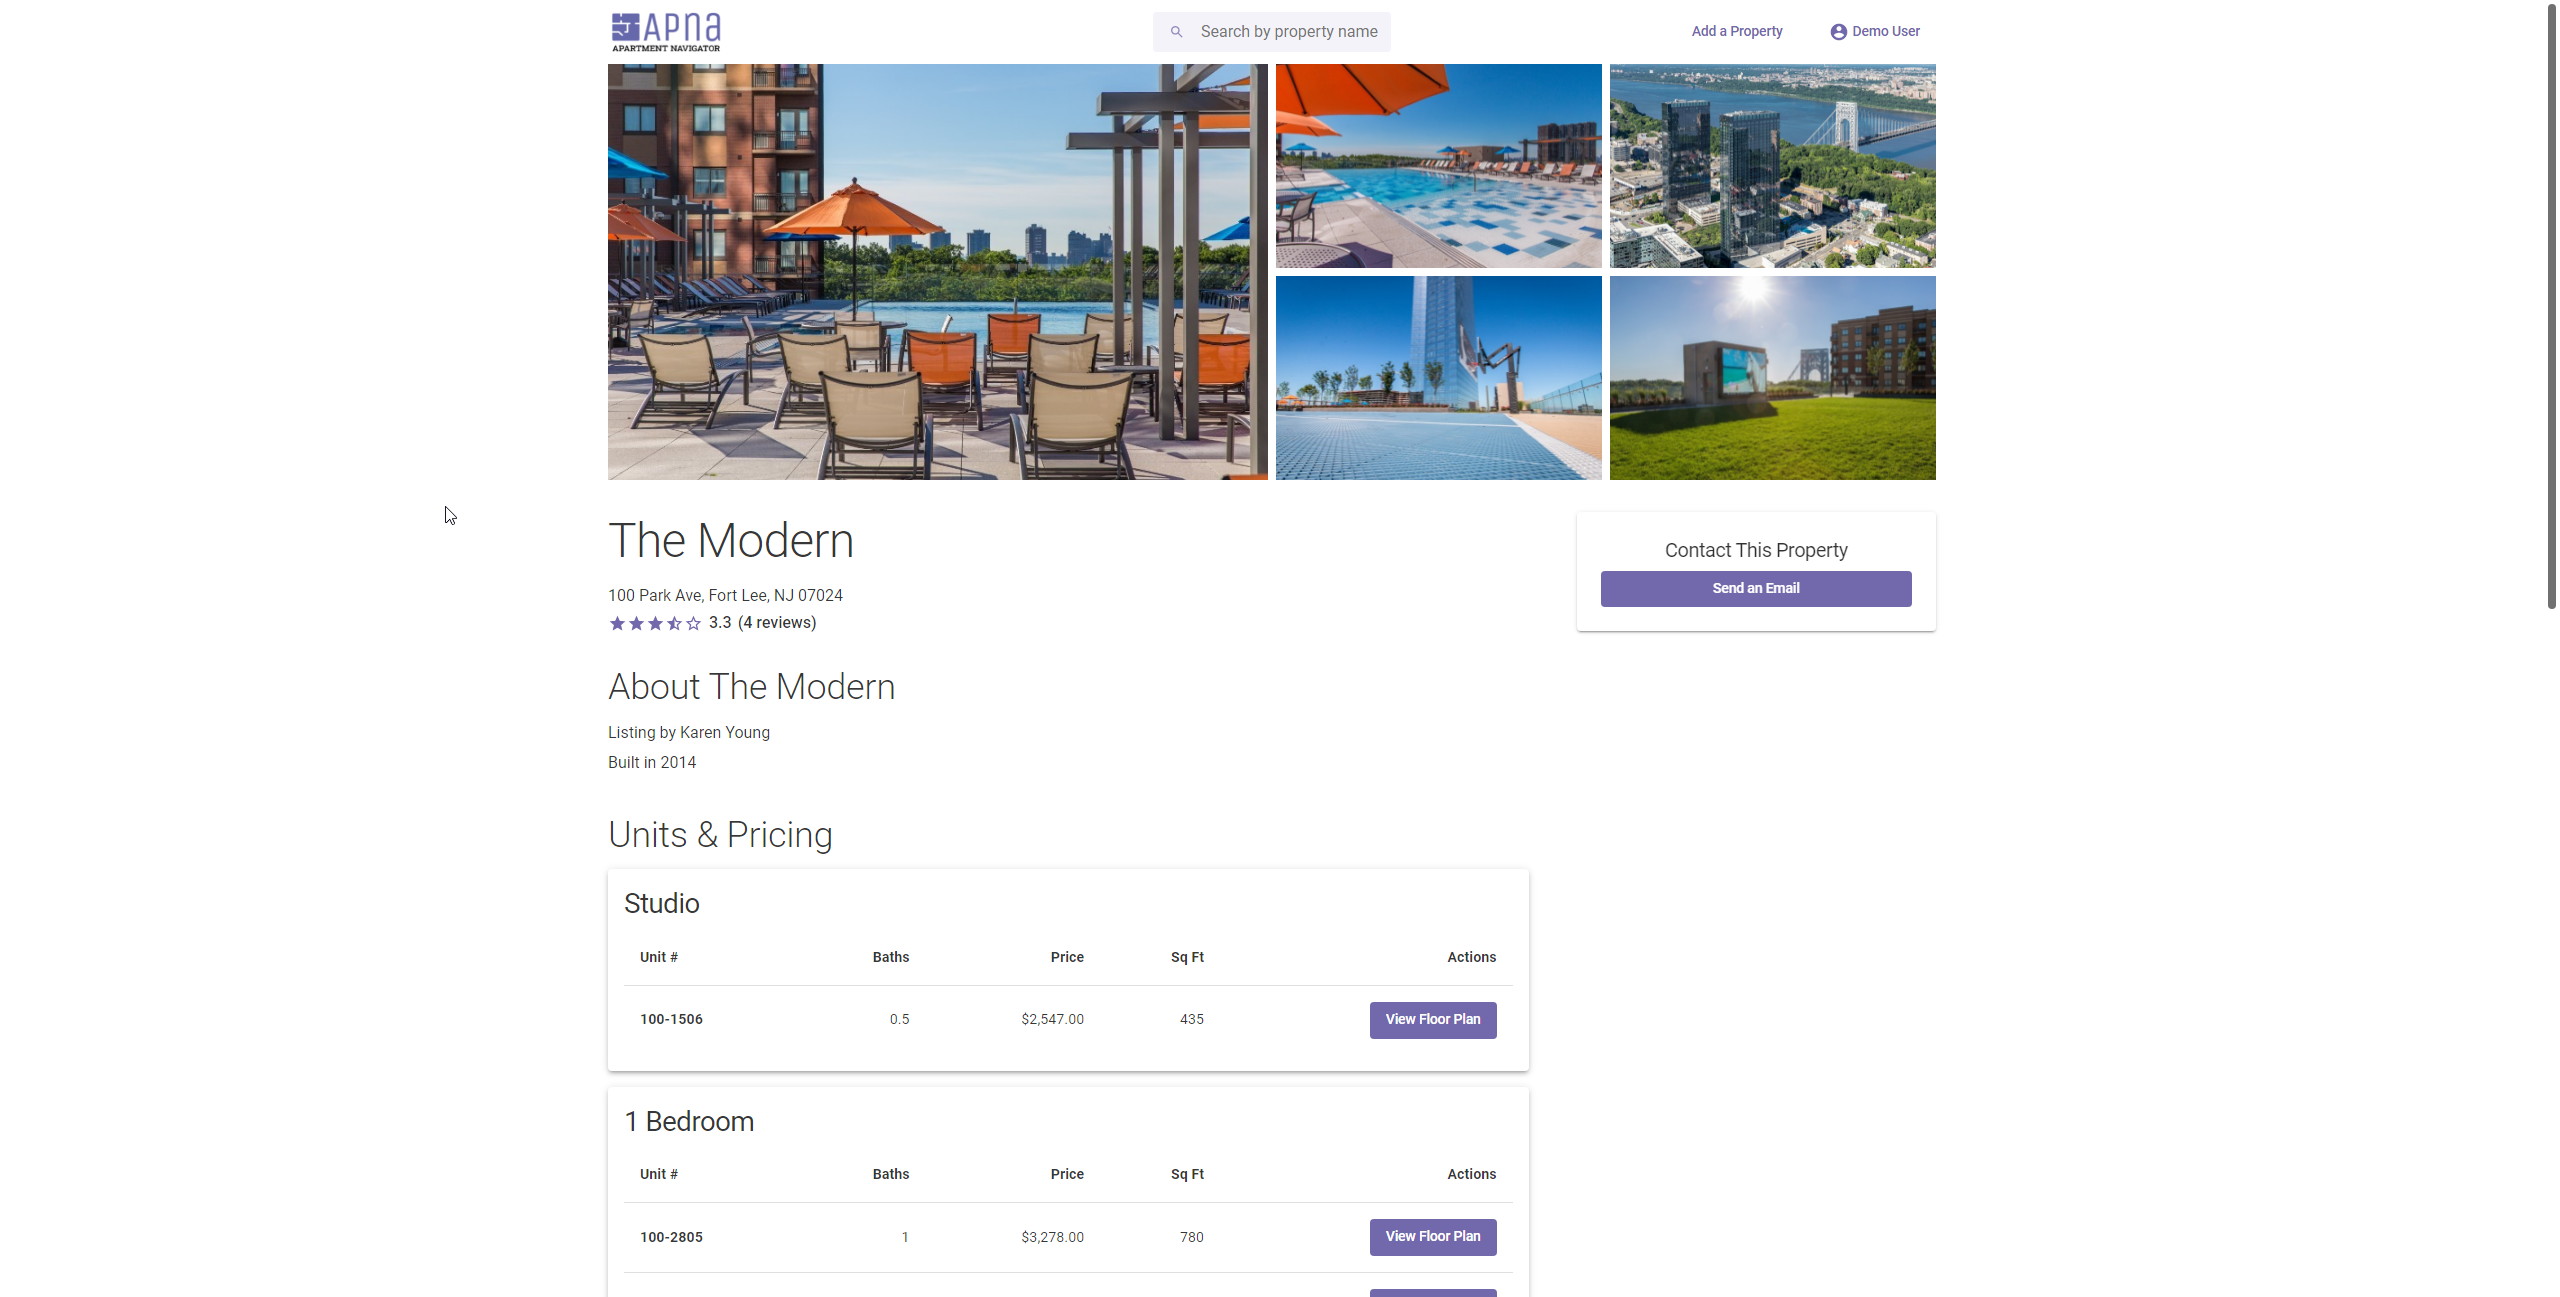 Apna
APARTMENT NAVIGATOR
Search by property name
Add a Property
Demo User
The Modern
100 Park Ave, Fort Lee, NJ 07024
3.3 (4 reviews)
Contact This Property
Send an Email
About The Modern
Listing by Karen Young
Built in 2014
Units & Pricing
Studio
Unit # Baths Price Sq Ft Actions
100-1506 0.5 $2,547.00 435 View Floor Plan
1 Bedroom
Unit # Baths Price Sq Ft Actions
100-2805 1 $3,278.00 780 View Floor Plan